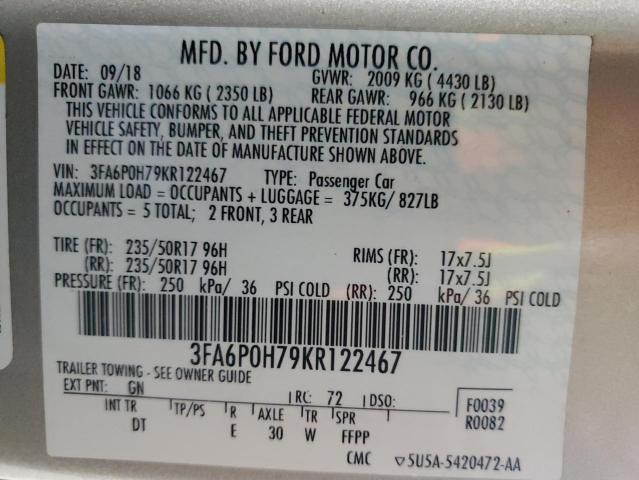 MFD. BY FORD MOTOR CO.
DATE: 09/18 GVWR: 2009 KG ( 4430 LB)
FRONT GAWR: 1066 KG ( 2350 LB) REAR GAWR: 966 KG ( 2130 LB)
THIS VEHICLE CONFORMS TO ALL APPLICABLE FEDERAL MOTOR
VEHICLE SAFETY, BUMPER, AND THEFT PREVENTION STANDARDS
IN EFFECT ON THE DATE OF MANUFACTURE SHOWN ABOVE.
VIN: 3FA6P0H79KR122467 TYPE: Passenger Car
MAXIMUM LOAD = OCCUPANTS + LUGGAGE = 375KG/ 827LB
OCCUPANTS = 5 TOTAL; 2 FRONT, 3 REAR
TIRE (FR): 235/50R17 96H RIMS (FR): 17x7.5J
(RR): 235/50R17 96H (RR): 17x7.5J
PRESSURE (FR): 250 kPa/ 36 PSI COLD (RR): 250 kPa/ 36 PSI COLD
3FA6P0H79KR122467
TRAILER TOWING - SEE OWNER GUIDE
EXT PNT: GN RC: 72 DSO: F0039
INT TR TP/PS R AXLE TR SPR R0082
DT E 30 W FFPP
CMC ▽5U5A-5420472-AA